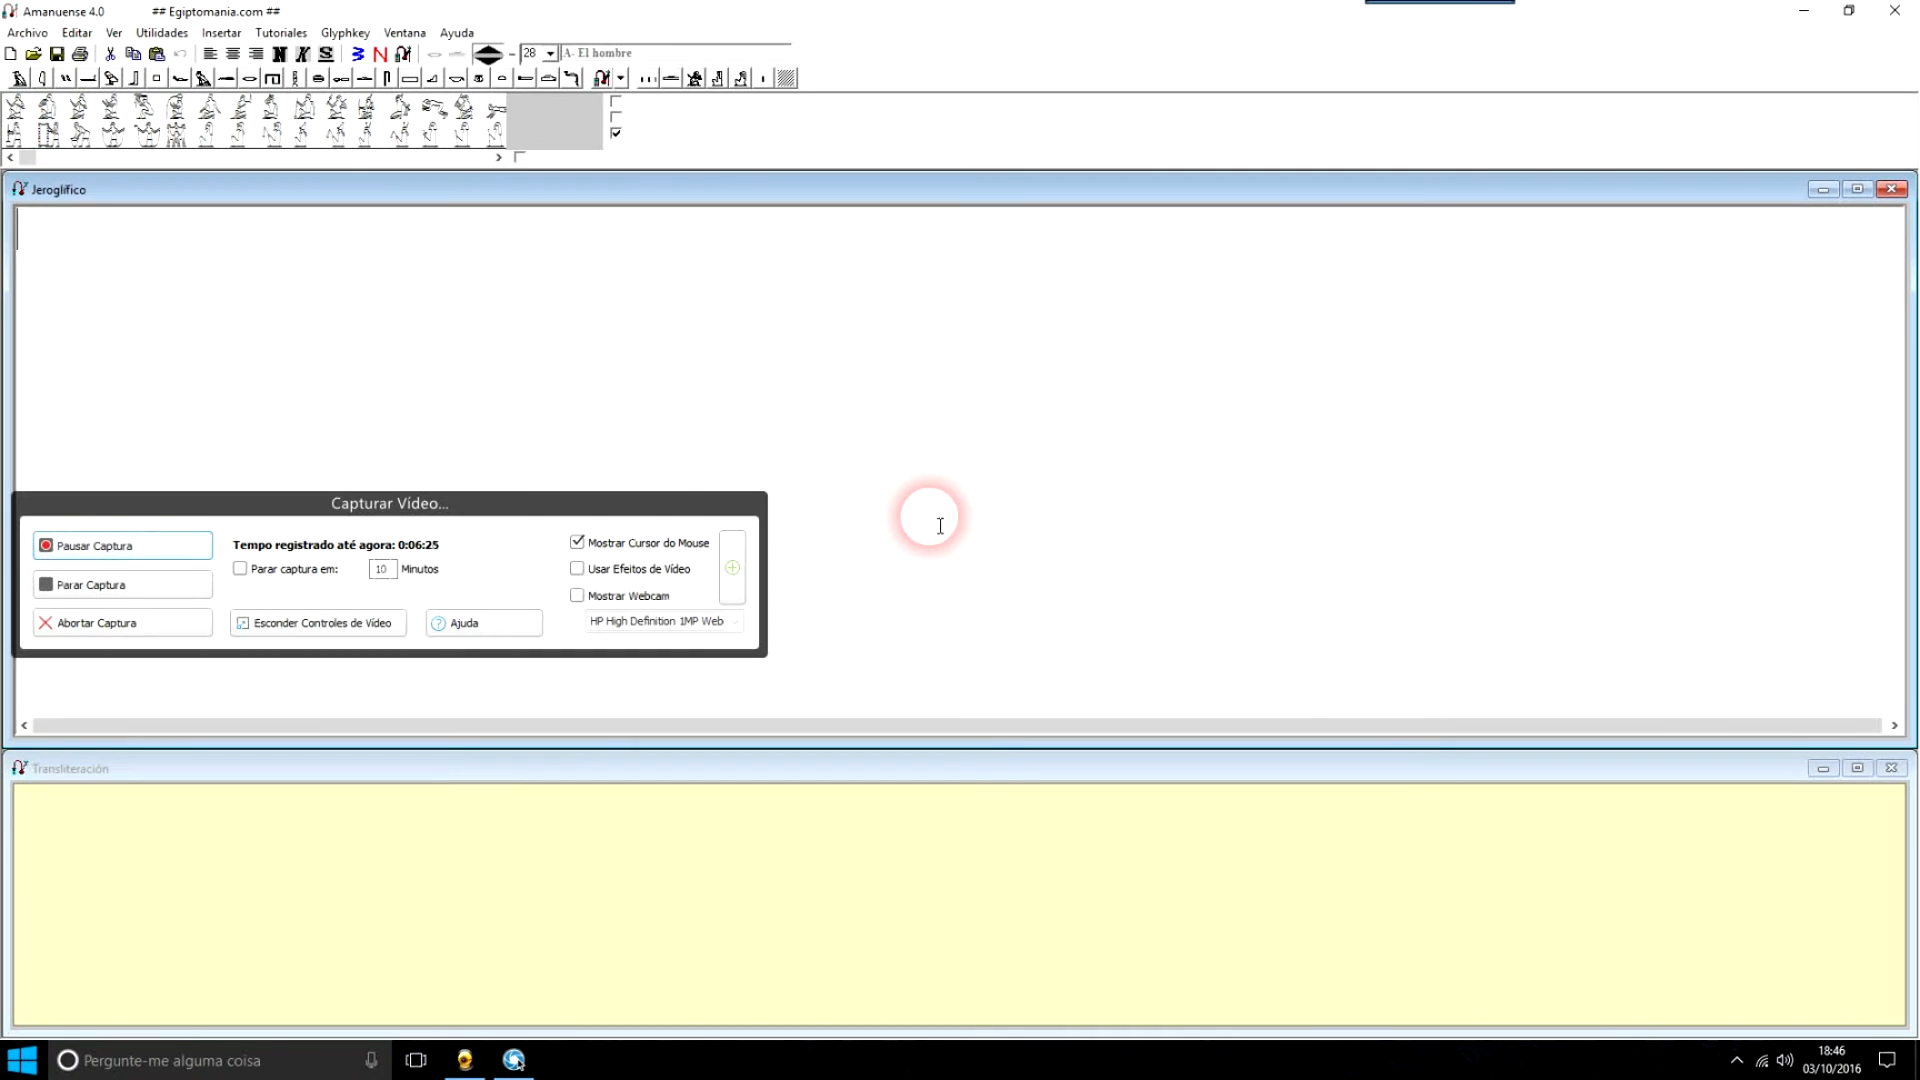 Amanuense 4.0 ## Egiptomania.com ##
Archivo Editar Ver Utilidades Insertar Tutoriales Glyphkey Ventana Ayuda
N K S N 28 A- El hombre
Jeroglífico
Capturar Vídeo...
Pausar Captura
Tempo registrado até agora: 0:06:25
Mostrar Cursor do Mouse
Parar captura em: 10 Minutos
Usar Efeitos de Vídeo
Parar Captura
Mostrar Webcam
Abortar Captura
Esconder Controles de Vídeo
Ajuda
HP High Definition 1MP Web
Transliteración
Pergunte-me alguma coisa
18:46
03/10/2016